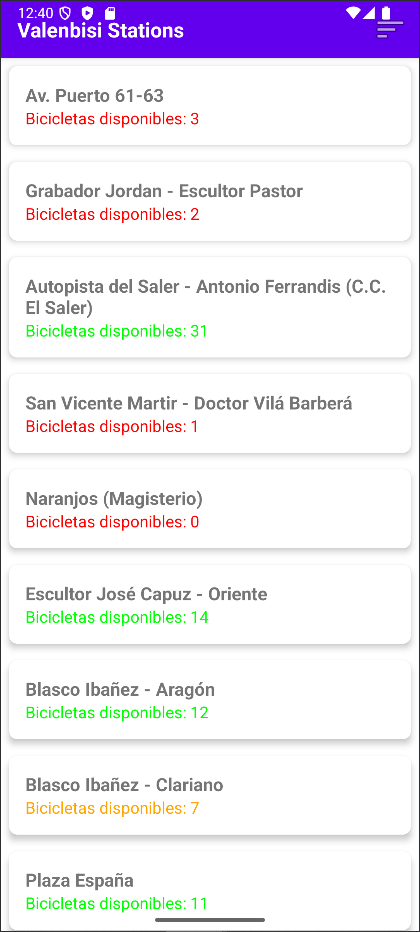 12:40
Valenbisi Stations
Av. Puerto 61-63
Bicicletas disponibles: 3
Grabador Jordan - Escultor Pastor
Bicicletas disponibles: 2
Autopista del Saler - Antonio Ferrandis (C.C.
El Saler)
Bicicletas disponibles: 31
San Vicente Martir - Doctor Vilá Barberá
Bicicletas disponibles: 1
Naranjos (Magisterio)
Bicicletas disponibles: 0
Escultor José Capuz - Oriente
Bicicletas disponibles: 14
Blasco Ibañez - Aragón
Bicicletas disponibles: 12
Blasco Ibañez - Clariano
Bicicletas disponibles: 7
Plaza España
Bicicletas disponibles: 11